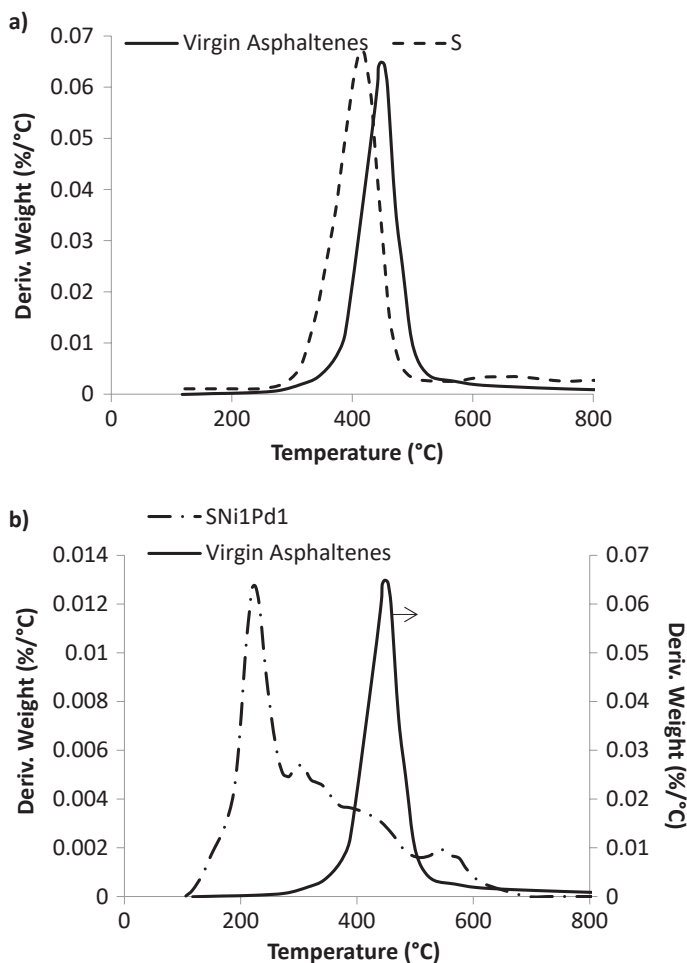 a)
Virgin Asphaltenes S
0.07
0.06
0.05
0.04
0.03
0.02
0.01
0
Deriv. Weight (%/°C)
0 200 400 600 800
Temperature (°C)
b)
SNi1Pd1
Virgin Asphaltenes
0.014
0.012
0.010
0.008
0.006
0.004
0.002
0
Deriv. Weight (%/°C)
0.07
0.06
0.05
0.04
0.03
0.02
0.01
0
Deriv. Weight (%/°C)
0 200 400 600 800
Temperature (°C)